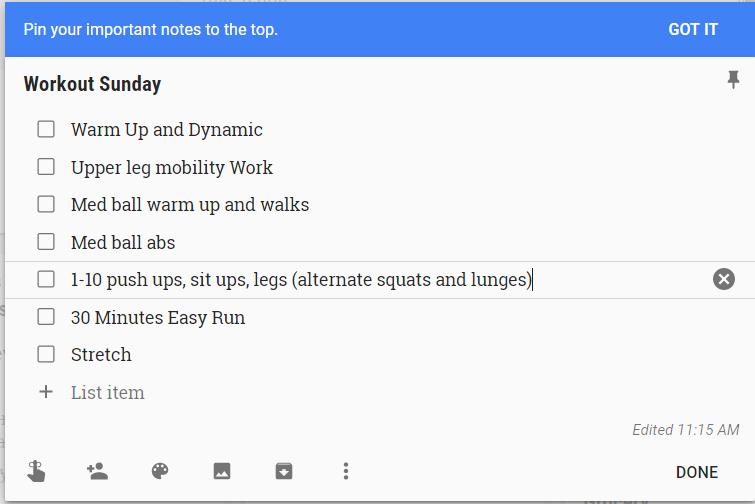 Pin your important notes to the top. GOT IT
Workout Sunday
Warm Up and Dynamic
Upper leg mobility Work
Med ball warm up and walks
Med ball abs
1-10 push ups, sit ups, legs (alternate squats and lunges)
30 Minutes Easy Run
Stretch
+ List item
Edited 11:15 AM
DONE